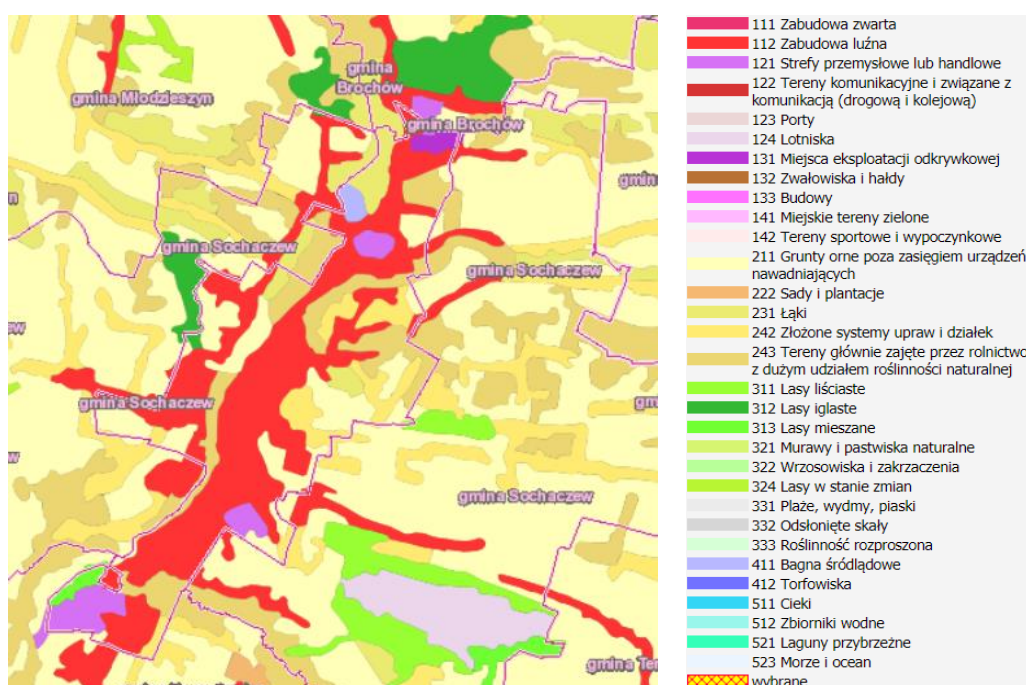 gmina
Brochów
gmina Młodzieszyn
gmina Brochów
gmina Sochaczew
gmina Sochaczew
gmina Sochaczew
gmina Sochaczew
111 Zabudowa zwarta
112 Zabudowa luźna
121 Strefy przemysłowe lub handlowe
122 Tereny komunikacyjne i związane z
komunikacją (drogową i kolejową)
123 Porty
124 Lotniska
131 Miejsca eksploatacji odkrywkowej
132 Zwałowiska i hałdy
133 Budowy
141 Miejskie tereny zielone
142 Tereny sportowe i wypoczynkowe
211 Grunty orne poza zasięgiem urządzeń
nawadniających
222 Sady i plantacje
231 Łąki
242 Złożone systemy upraw i działek
243 Tereny głównie zajęte przez rolnictwo
z dużym udziałem roślinności naturalnej
311 Lasy liściaste
312 Lasy iglaste
313 Lasy mieszane
321 Murawy i pastwiska naturalne
322 Wrzosowiska i zakrzaczenia
324 Lasy w stanie zmian
331 Plaże, wydmy, piaski
332 Odsłonięte skały
333 Roślinność rozproszona
411 Bagna śródlądowe
412 Torfowiska
511 Cieki
512 Zbiorniki wodne
521 Laguny przybrzeżne
523 Morze i ocean
wybrane